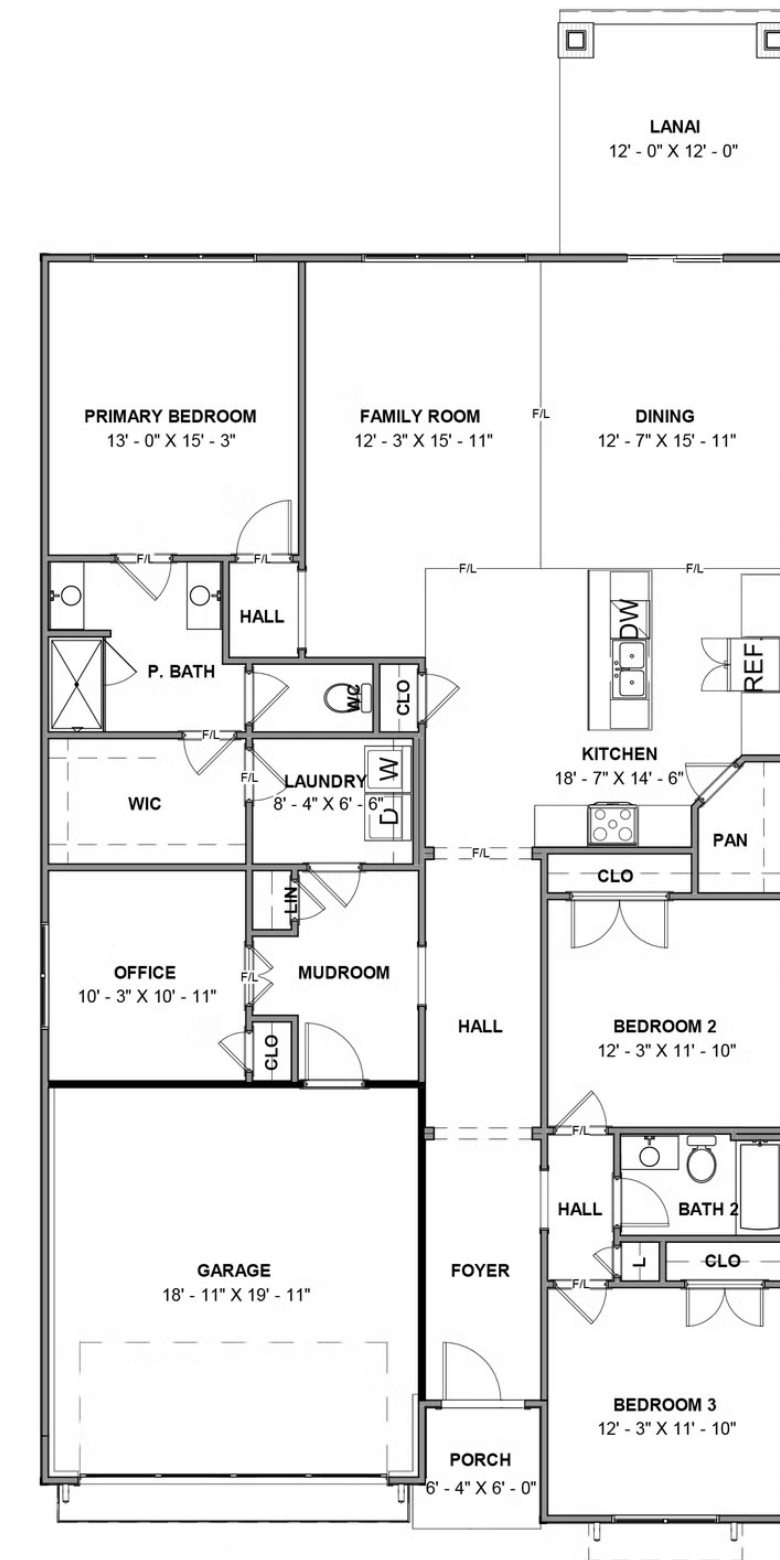 LANAI
12' - 0" X 12' - 0"
PRIMARY BEDROOM
13' - 0" X 15' - 3"
FAMILY ROOM
12' - 3" X 15' - 11"
F/L
DINING
12' - 7" X 15' - 11"
F/L
F/L
F/L
F/L
HALL
DW
REF
P. BATH
WC
CLO
F/L
KITCHEN
18' - 7" X 14' - 6"
F/L
LAUNDRY
8' - 4" X 6' - 6"
W
D
WIC
PAN
F/L
CLO
LIN
OFFICE
10' - 3" X 10' - 11"
F/L
MUDROOM
HALL
BEDROOM 2
12' - 3" X 11' - 10"
CLO
F/L
HALL
BATH 2
GARAGE
18' - 11" X 19' - 11"
FOYER
L
CLO
F/L
BEDROOM 3
12' - 3" X 11' - 10"
PORCH
6' - 4" X 6' - 0"